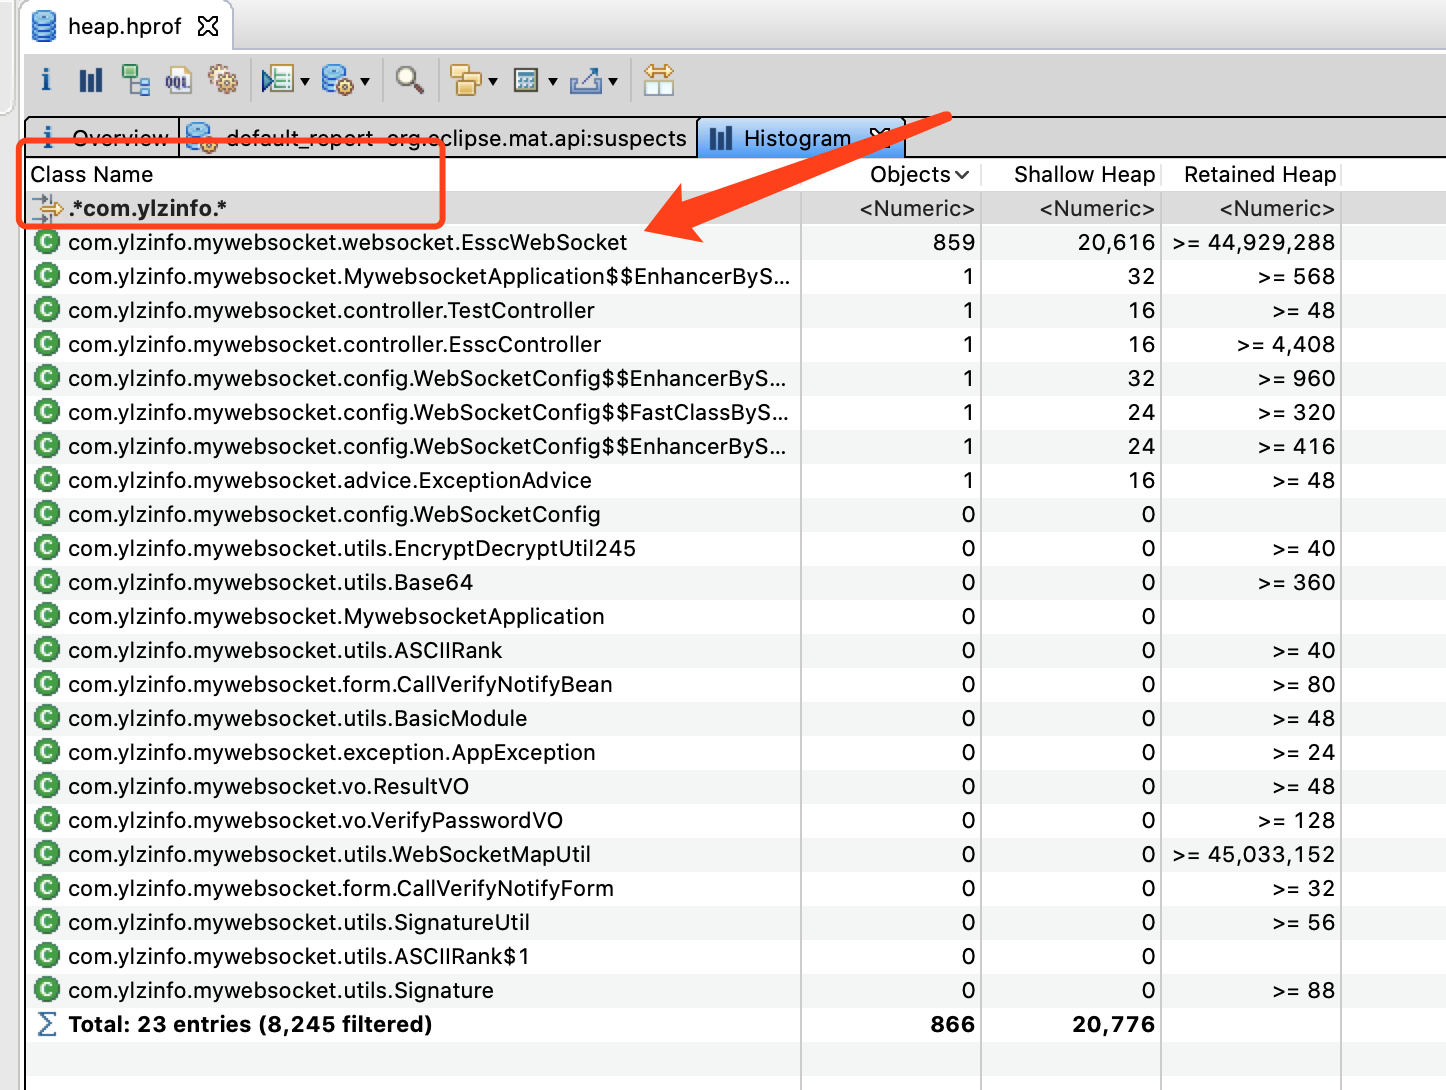 heap.hprof
i OQL
i Overview default_report org.eclipse.mat.api:suspects Histogram
Class Name Objects Shallow Heap Retained Heap
.*com.ylzinfo.* <Numeric> <Numeric> <Numeric>
C com.ylzinfo.mywebsocket.websocket.EsscWebSocket 859 20,616 >= 44,929,288
C com.ylzinfo.mywebsocket.MywebsocketApplication$$EnhancerByS... 1 32 >= 568
C com.ylzinfo.mywebsocket.controller.TestController 1 16 >= 48
C com.ylzinfo.mywebsocket.controller.EsscController 1 16 >= 4,408
C com.ylzinfo.mywebsocket.config.WebSocketConfig$$EnhancerByS... 1 32 >= 960
C com.ylzinfo.mywebsocket.config.WebSocketConfig$$FastClassByS... 1 24 >= 320
C com.ylzinfo.mywebsocket.config.WebSocketConfig$$EnhancerByS... 1 24 >= 416
C com.ylzinfo.mywebsocket.advice.ExceptionAdvice 1 16 >= 48
C com.ylzinfo.mywebsocket.config.WebSocketConfig 0 0
C com.ylzinfo.mywebsocket.utils.EncryptDecryptUtil245 0 0 >= 40
C com.ylzinfo.mywebsocket.utils.Base64 0 0 >= 360
C com.ylzinfo.mywebsocket.MywebsocketApplication 0 0
C com.ylzinfo.mywebsocket.utils.ASCIIRank 0 0 >= 40
C com.ylzinfo.mywebsocket.form.CallVerifyNotifyBean 0 0 >= 80
C com.ylzinfo.mywebsocket.utils.BasicModule 0 0 >= 48
C com.ylzinfo.mywebsocket.exception.AppException 0 0 >= 24
C com.ylzinfo.mywebsocket.vo.ResultVO 0 0 >= 48
C com.ylzinfo.mywebsocket.vo.VerifyPasswordVO 0 0 >= 128
C com.ylzinfo.mywebsocket.utils.WebSocketMapUtil 0 0 >= 45,033,152
C com.ylzinfo.mywebsocket.form.CallVerifyNotifyForm 0 0 >= 32
C com.ylzinfo.mywebsocket.utils.SignatureUtil 0 0 >= 56
C com.ylzinfo.mywebsocket.utils.ASCIIRank$1 0 0
C com.ylzinfo.mywebsocket.utils.Signature 0 0 >= 88
Σ Total: 23 entries (8,245 filtered) 866 20,776